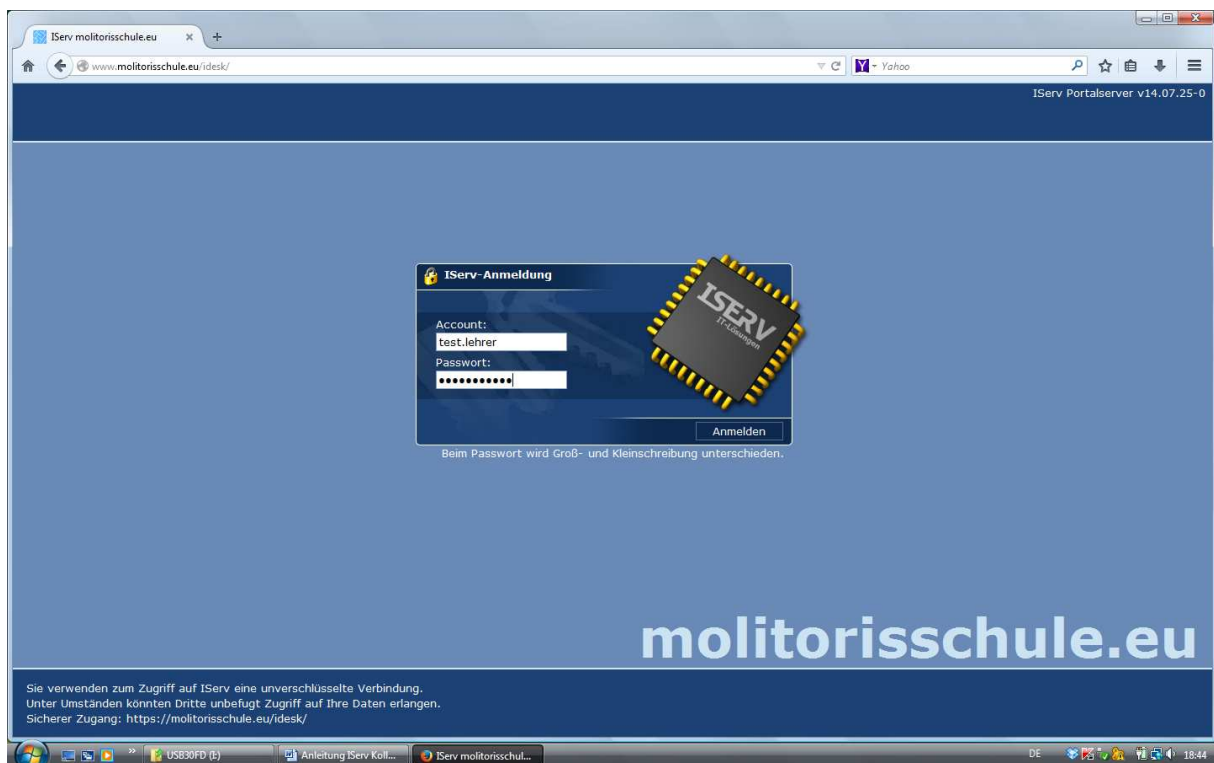 IServ molitorisschule.eu
www.molitorisschule.eu/idesk/
Yahoo
IServ Portalserver v14.07.25-0
IServ-Anmeldung
ISERV
IT-Lösungen
Account:
test.lehrer
Passwort:
Anmelden
Beim Passwort wird Groß- und Kleinschreibung unterschieden.
molitorisschule.eu
Sie verwenden zum Zugriff auf IServ eine unverschlüsselte Verbindung.
Unter Umständen könnten Dritte unbefugt Zugriff auf Ihre Daten erlangen.
Sicherer Zugang: https://molitorisschule.eu/idesk/
USB30FD (E:) Anleitung IServ Koll... IServ molitorisschul... DE 18:44